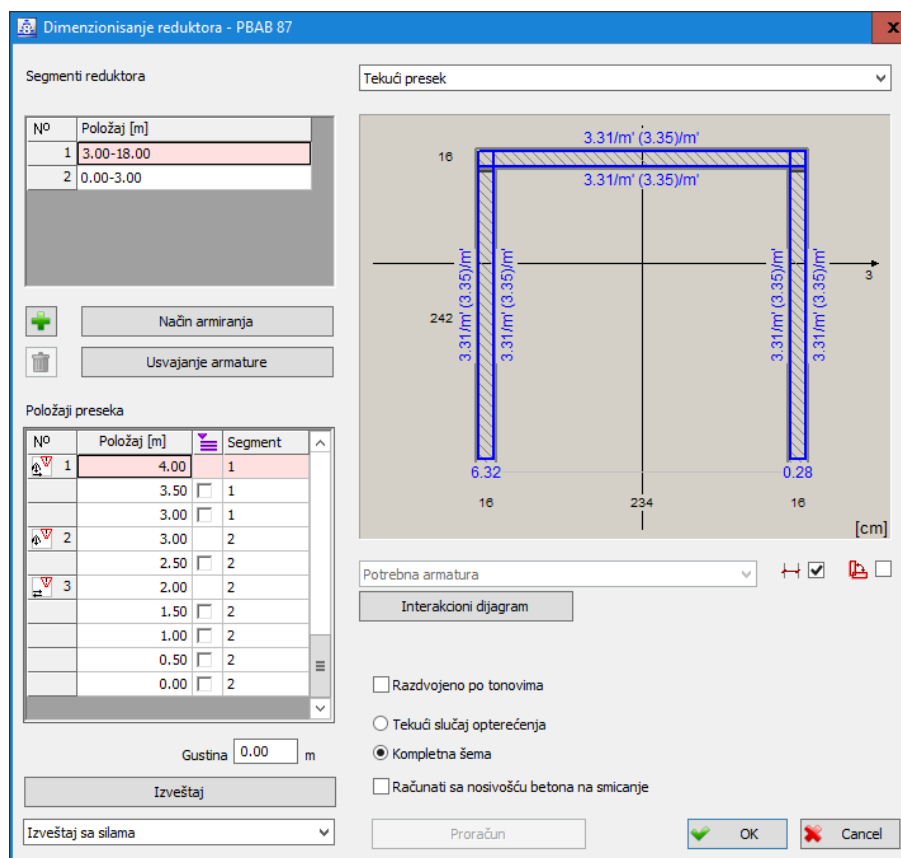 Dimenzionisanje reduktora - PBAB 87
x
Segmenti reduktora
Nº Položaj [m]
1 3.00-18.00
2 0.00-3.00
Način armiranja
Usvajanje armature
Položaji preseka
Nº Položaj [m] Segment
1 4.00 1
3.50 1
3.00 1
2 3.00 2
2.50 2
3 2.00 2
1.50 2
1.00 2
0.50 2
0.00 2
Gustina 0.00 m
Izveštaj
Izveštaj sa silama
Tekući presek
3.31/m' (3.35)/m'
16
3.31/m' (3.35)/m'
3.31/m' (3.35)/m'
3.31/m' (3.35)/m'
3.31/m' (3.35)/m'
3.31/m' (3.35)/m'
3
242
6.32 0.28
16 234 16
[cm]
Potrebna armatura
Interakcioni dijagram
Razdvojeno po tonovima
Tekući slučaj opterećenja
Kompletna šema
Računati sa nosivošću betona na smicanje
Proračun OK Cancel